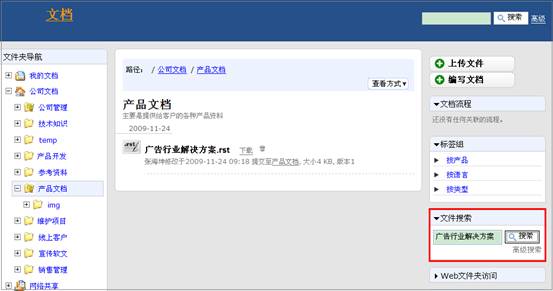 文档
搜索 高级
文件夹导航
我的文档
公司文档
公司管理
技术知识
temp
产品开发
参考资料
产品文档
img
维护项目
线上客户
宣传软文
销售管理
网络共享
路径: / 公司文档 / 产品文档
查看方式▾
产品文档
主要是提供给客户的各种产品资料
2009-11-24
广告行业解决方案.rst 下载
张海坤修改于2009-11-24 09:18 提交至产品文档, 大小4 KB, 版本1
上传文件
编写文档
文档流程
还没有任何关联的流程。
标签组
按产品
按语言
按类型
文件搜索
广告行业解决方案 搜索
高级搜索
Web文件夹访问